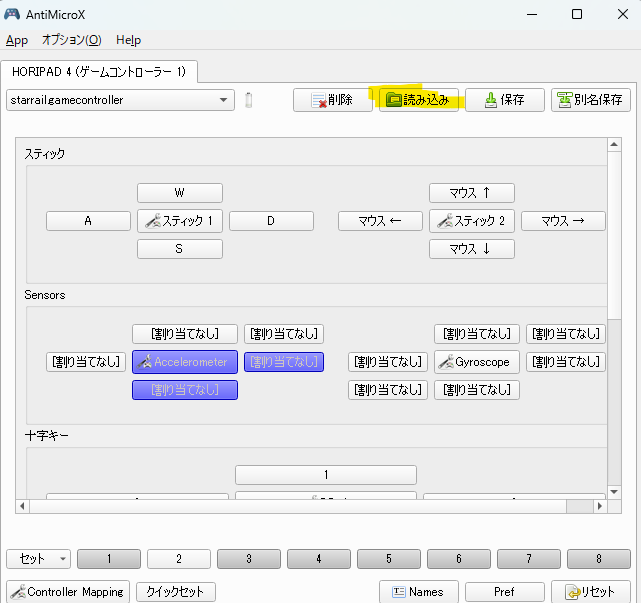 AntiMicroX
App オプション(O) Help
HORIPAD 4 (ゲームコントローラー 1)
starrailgamecontroller 削除 読み込み 保存 別名保存
スティック
W マウス ↑
A スティック 1 D マウス ← スティック 2 マウス →
S マウス ↓
Sensors
[割り当てなし] [割り当てなし] [割り当てなし] [割り当てなし]
[割り当てなし] Accelerometer [割り当てなし] [割り当てなし] Gyroscope [割り当てなし]
[割り当てなし] [割り当てなし] [割り当てなし]
十字キー
1
セット 1 2 3 4 5 6 7 8
Controller Mapping クイックセット Names Pref リセット